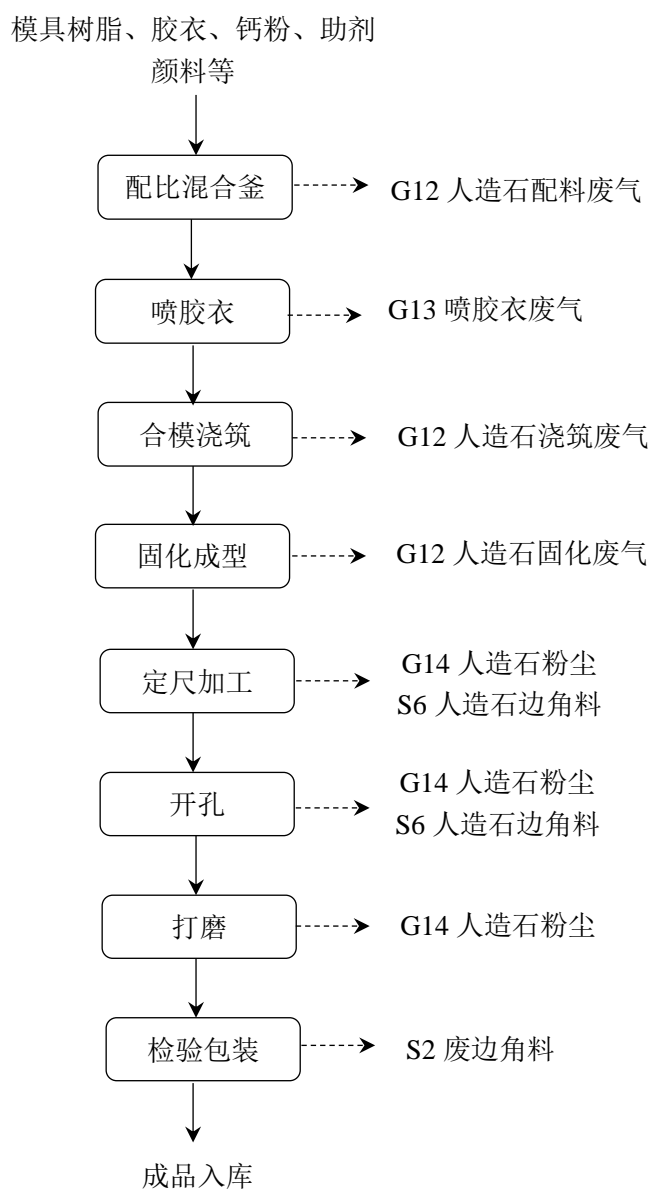 模具树脂、胶衣、钙粉、助剂
颜料等
配比混合釜
G12 人造石配料废气
喷胶衣
G13 喷胶衣废气
合模浇筑
G12 人造石浇筑废气
固化成型
G12 人造石固化废气
定尺加工
G14 人造石粉尘
S6 人造石边角料
开孔
G14 人造石粉尘
S6 人造石边角料
打磨
G14 人造石粉尘
检验包装
S2 废边角料
成品入库